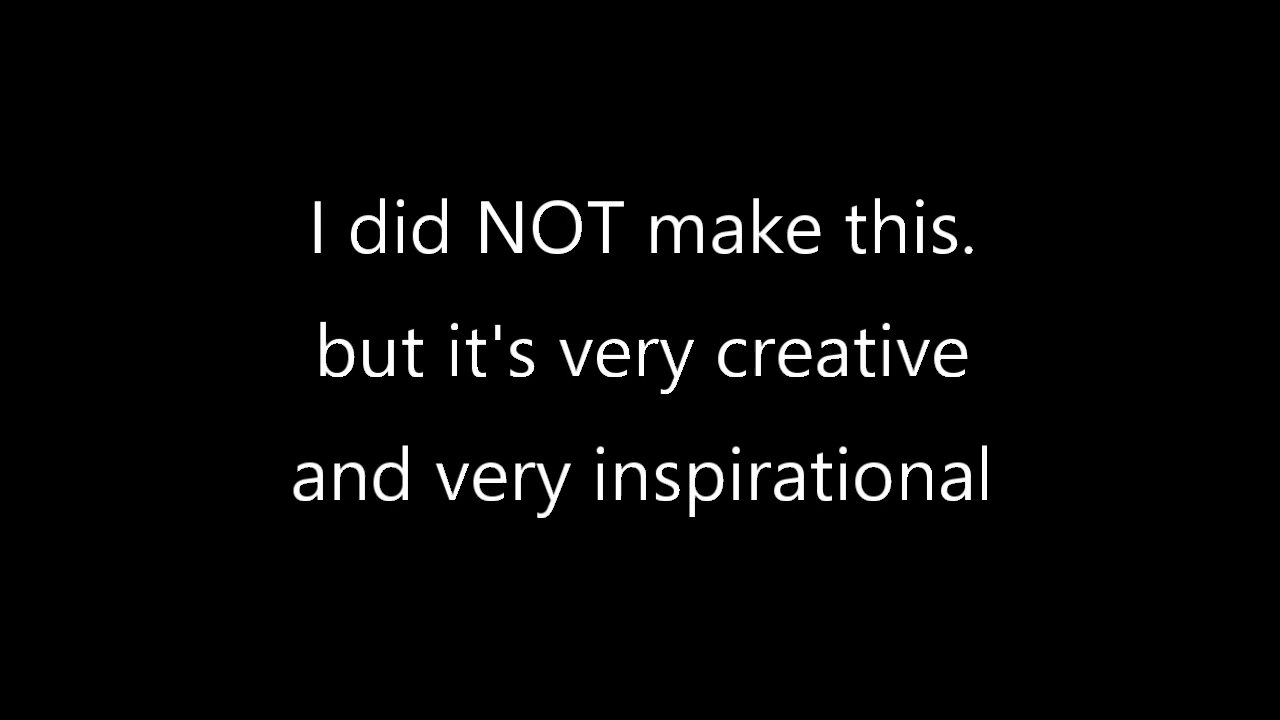 I did NOT make this.
but it's very creative
and very inspirational